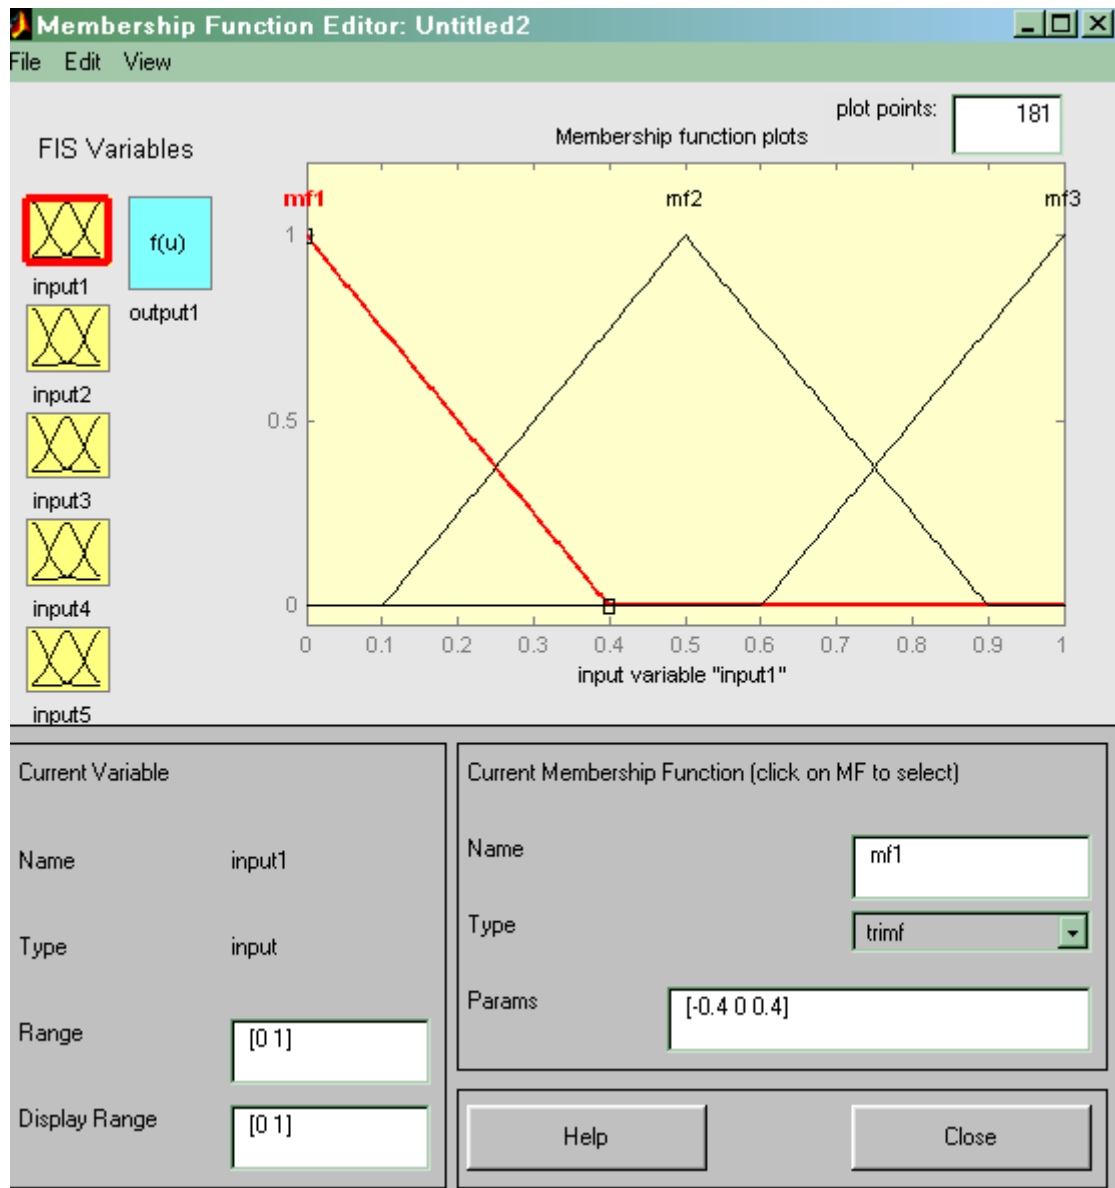 Membership Function Editor: Untitled2
File Edit View
FIS Variables
input1
f(u)
output1
input2
input3
input4
input5
plot points: 181
Membership function plots
mf1 mf2 mf3
1
0.5
0
0 0.1 0.2 0.3 0.4 0.5 0.6 0.7 0.8 0.9 1
input variable "input1"
Current Variable
Name input1
Type input
Range [0 1]
Display Range [0 1]
Current Membership Function (click on MF to select)
Name mf1
Type trimf
Params [-0.4 0 0.4]
Help Close